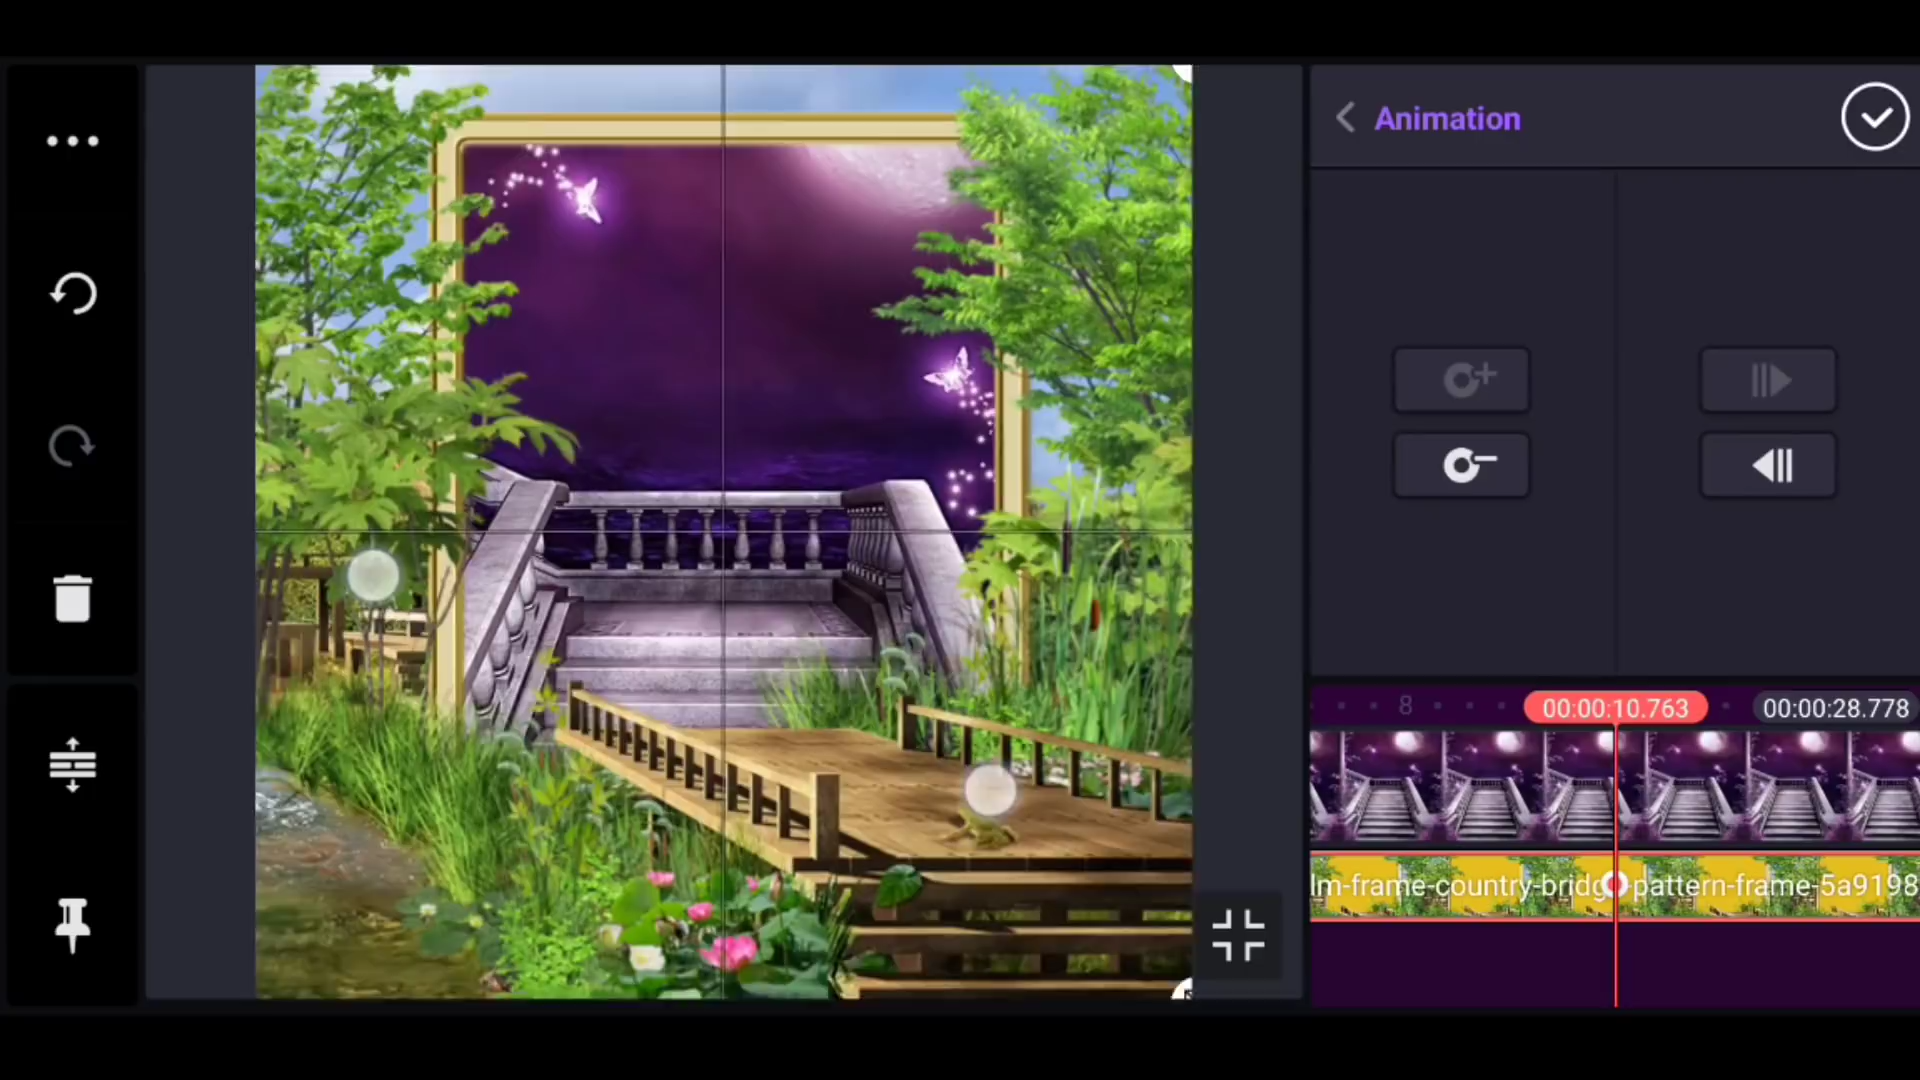 Animation
8
00:00:10.763
00:00:28.778
lm-frame-country-bridg
-pattern-frame-5a9198